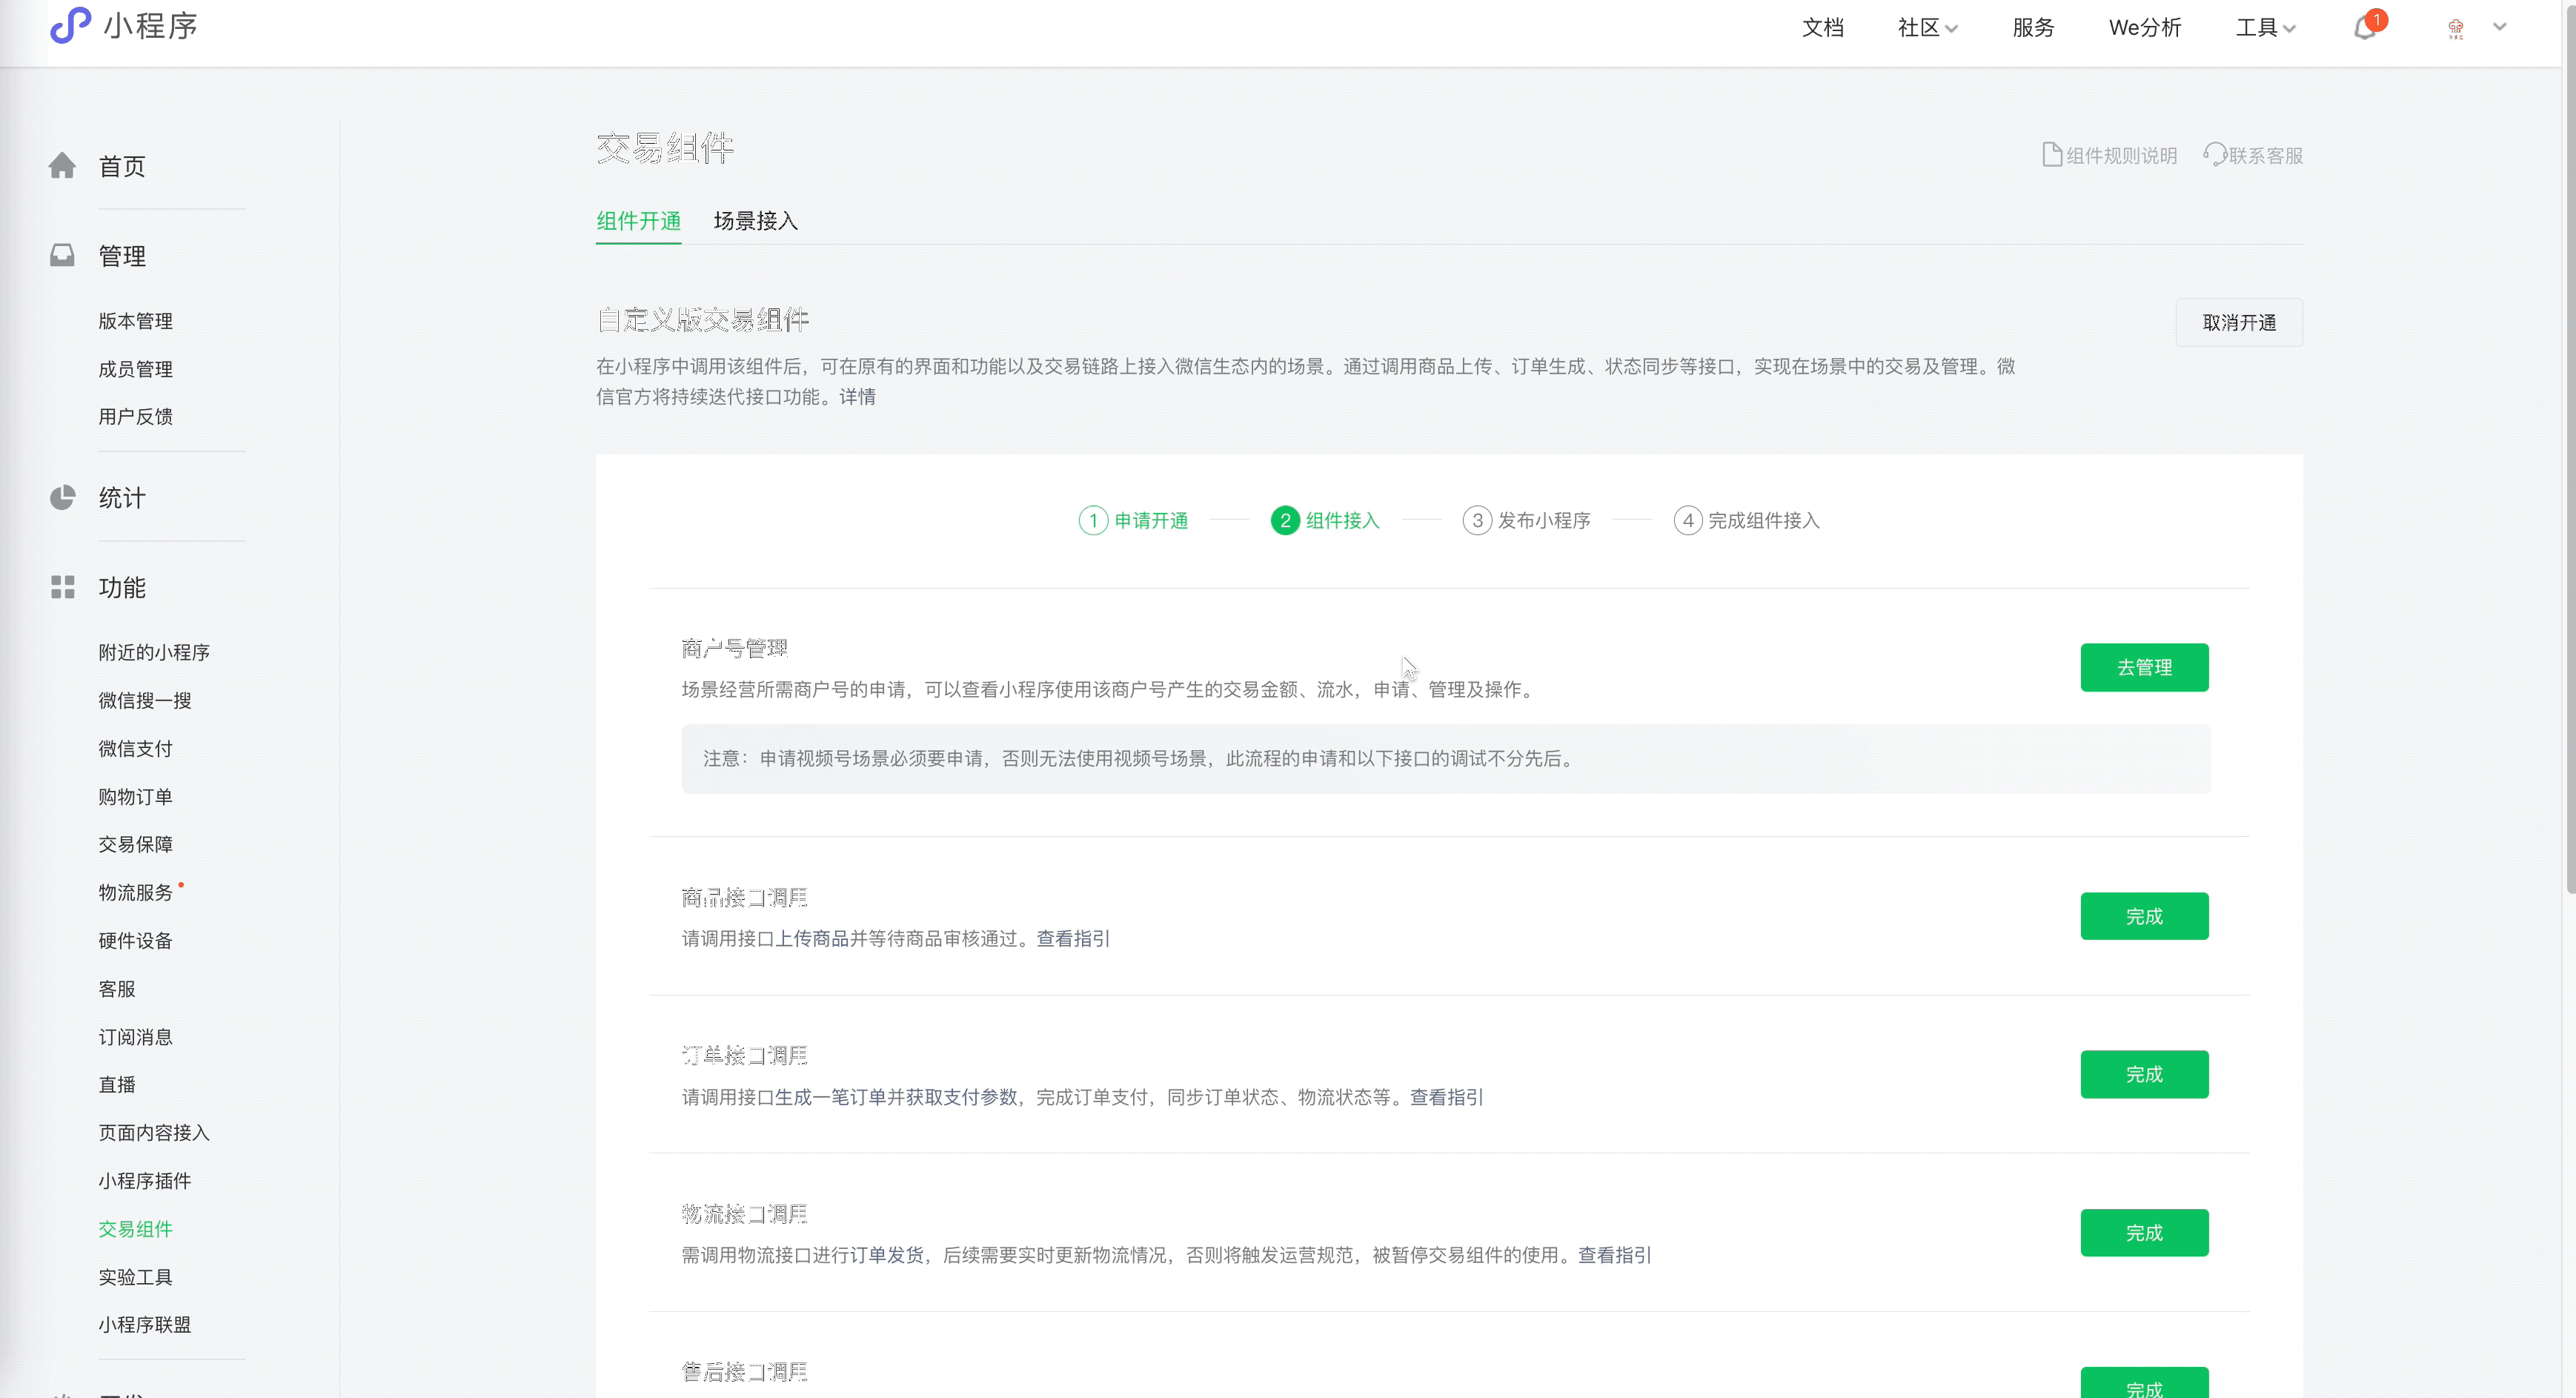 小程序
文档 社区 服务 We分析 工具 1
首页
管理
版本管理
成员管理
用户反馈
统计
功能
附近的小程序
微信搜一搜
微信支付
购物订单
交易保障
物流服务
硬件设备
客服
订阅消息
直播
页面内容接入
小程序插件
交易组件
实验工具
小程序联盟
交易组件
组件规则说明 联系客服
组件开通 场景接入
自定义版交易组件
取消开通
在小程序中调用该组件后，可在原有的界面和功能以及交易链路上接入微信生态内的场景。通过调用商品上传、订单生成、状态同步等接口，实现在场景中的交易及管理。微
信官方将持续迭代接口功能。详情
1 申请开通 2 组件接入 3 发布小程序 4 完成组件接入
商户号管理
场景经营所需商户号的申请，可以查看小程序使用该商户号产生的交易金额、流水，申请、管理及操作。
去管理
注意：申请视频号场景必须要申请，否则无法使用视频号场景，此流程的申请和以下接口的调试不分先后。
商品接口调用
请调用接口上传商品并等待商品审核通过。查看指引
完成
订单接口调用
请调用接口生成一笔订单并获取支付参数，完成订单支付，同步订单状态、物流状态等。查看指引
完成
物流接口调用
需调用物流接口进行订单发货，后续需要实时更新物流情况，否则将触发运营规范，被暂停交易组件的使用。查看指引
完成
售后接口调用
完成